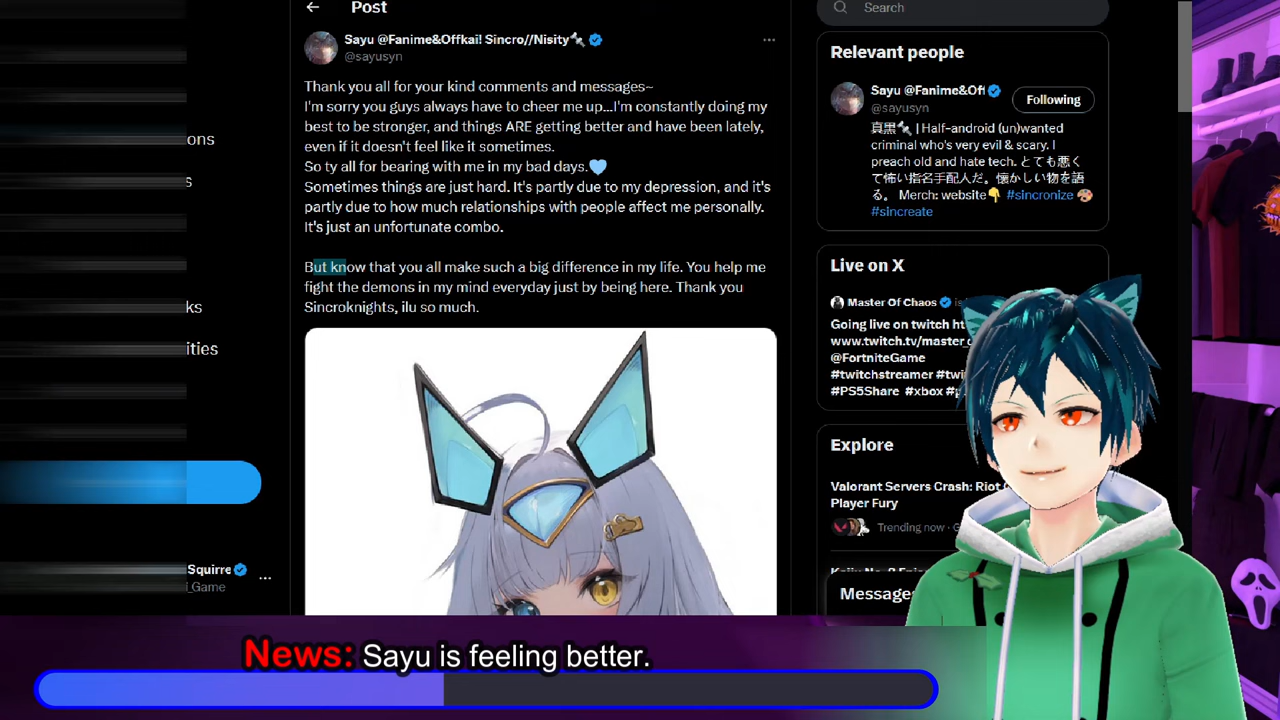 Post
Search
Sayu @Fanime&Offkai! Sincro//Nisity
@sayusyn
Thank you all for your kind comments and messages~
I'm sorry you guys always have to cheer me up...I'm constantly doing my
best to be stronger, and things ARE getting better and have been lately,
even if it doesn't feel like it sometimes.
So ty all for bearing with me in my bad days.🩵
Sometimes things are just hard. It's partly due to my depression, and it's
partly due to how much relationships with people affect me personally.
It's just an unfortunate combo.
But know that you all make such a big difference in my life. You help me
fight the demons in my mind everyday just by being here. Thank you
Sincroknights, ilu so much.
ons
s
ks
ities
Squirre
_Game
Relevant people
Sayu @Fanime&Off
@sayusyn
Following
真黒🔩 | Half-android (un)wanted
criminal who's very evil & scary. I
preach old and hate tech. とても悪く
て怖い指名手配人だ。懐かしい物を語
る。 Merch: website👇 #sincronize 🎨
#sincreate
Live on X
Master Of Chaos
Going live on twitch
www.twitch.tv/master
@FortniteGame
#twitchstreamer
#PS5Share #xbox
Explore
Valorant Servers Crash: Riot
Player Fury
Trending now
Messages
News: Sayu is feeling better.